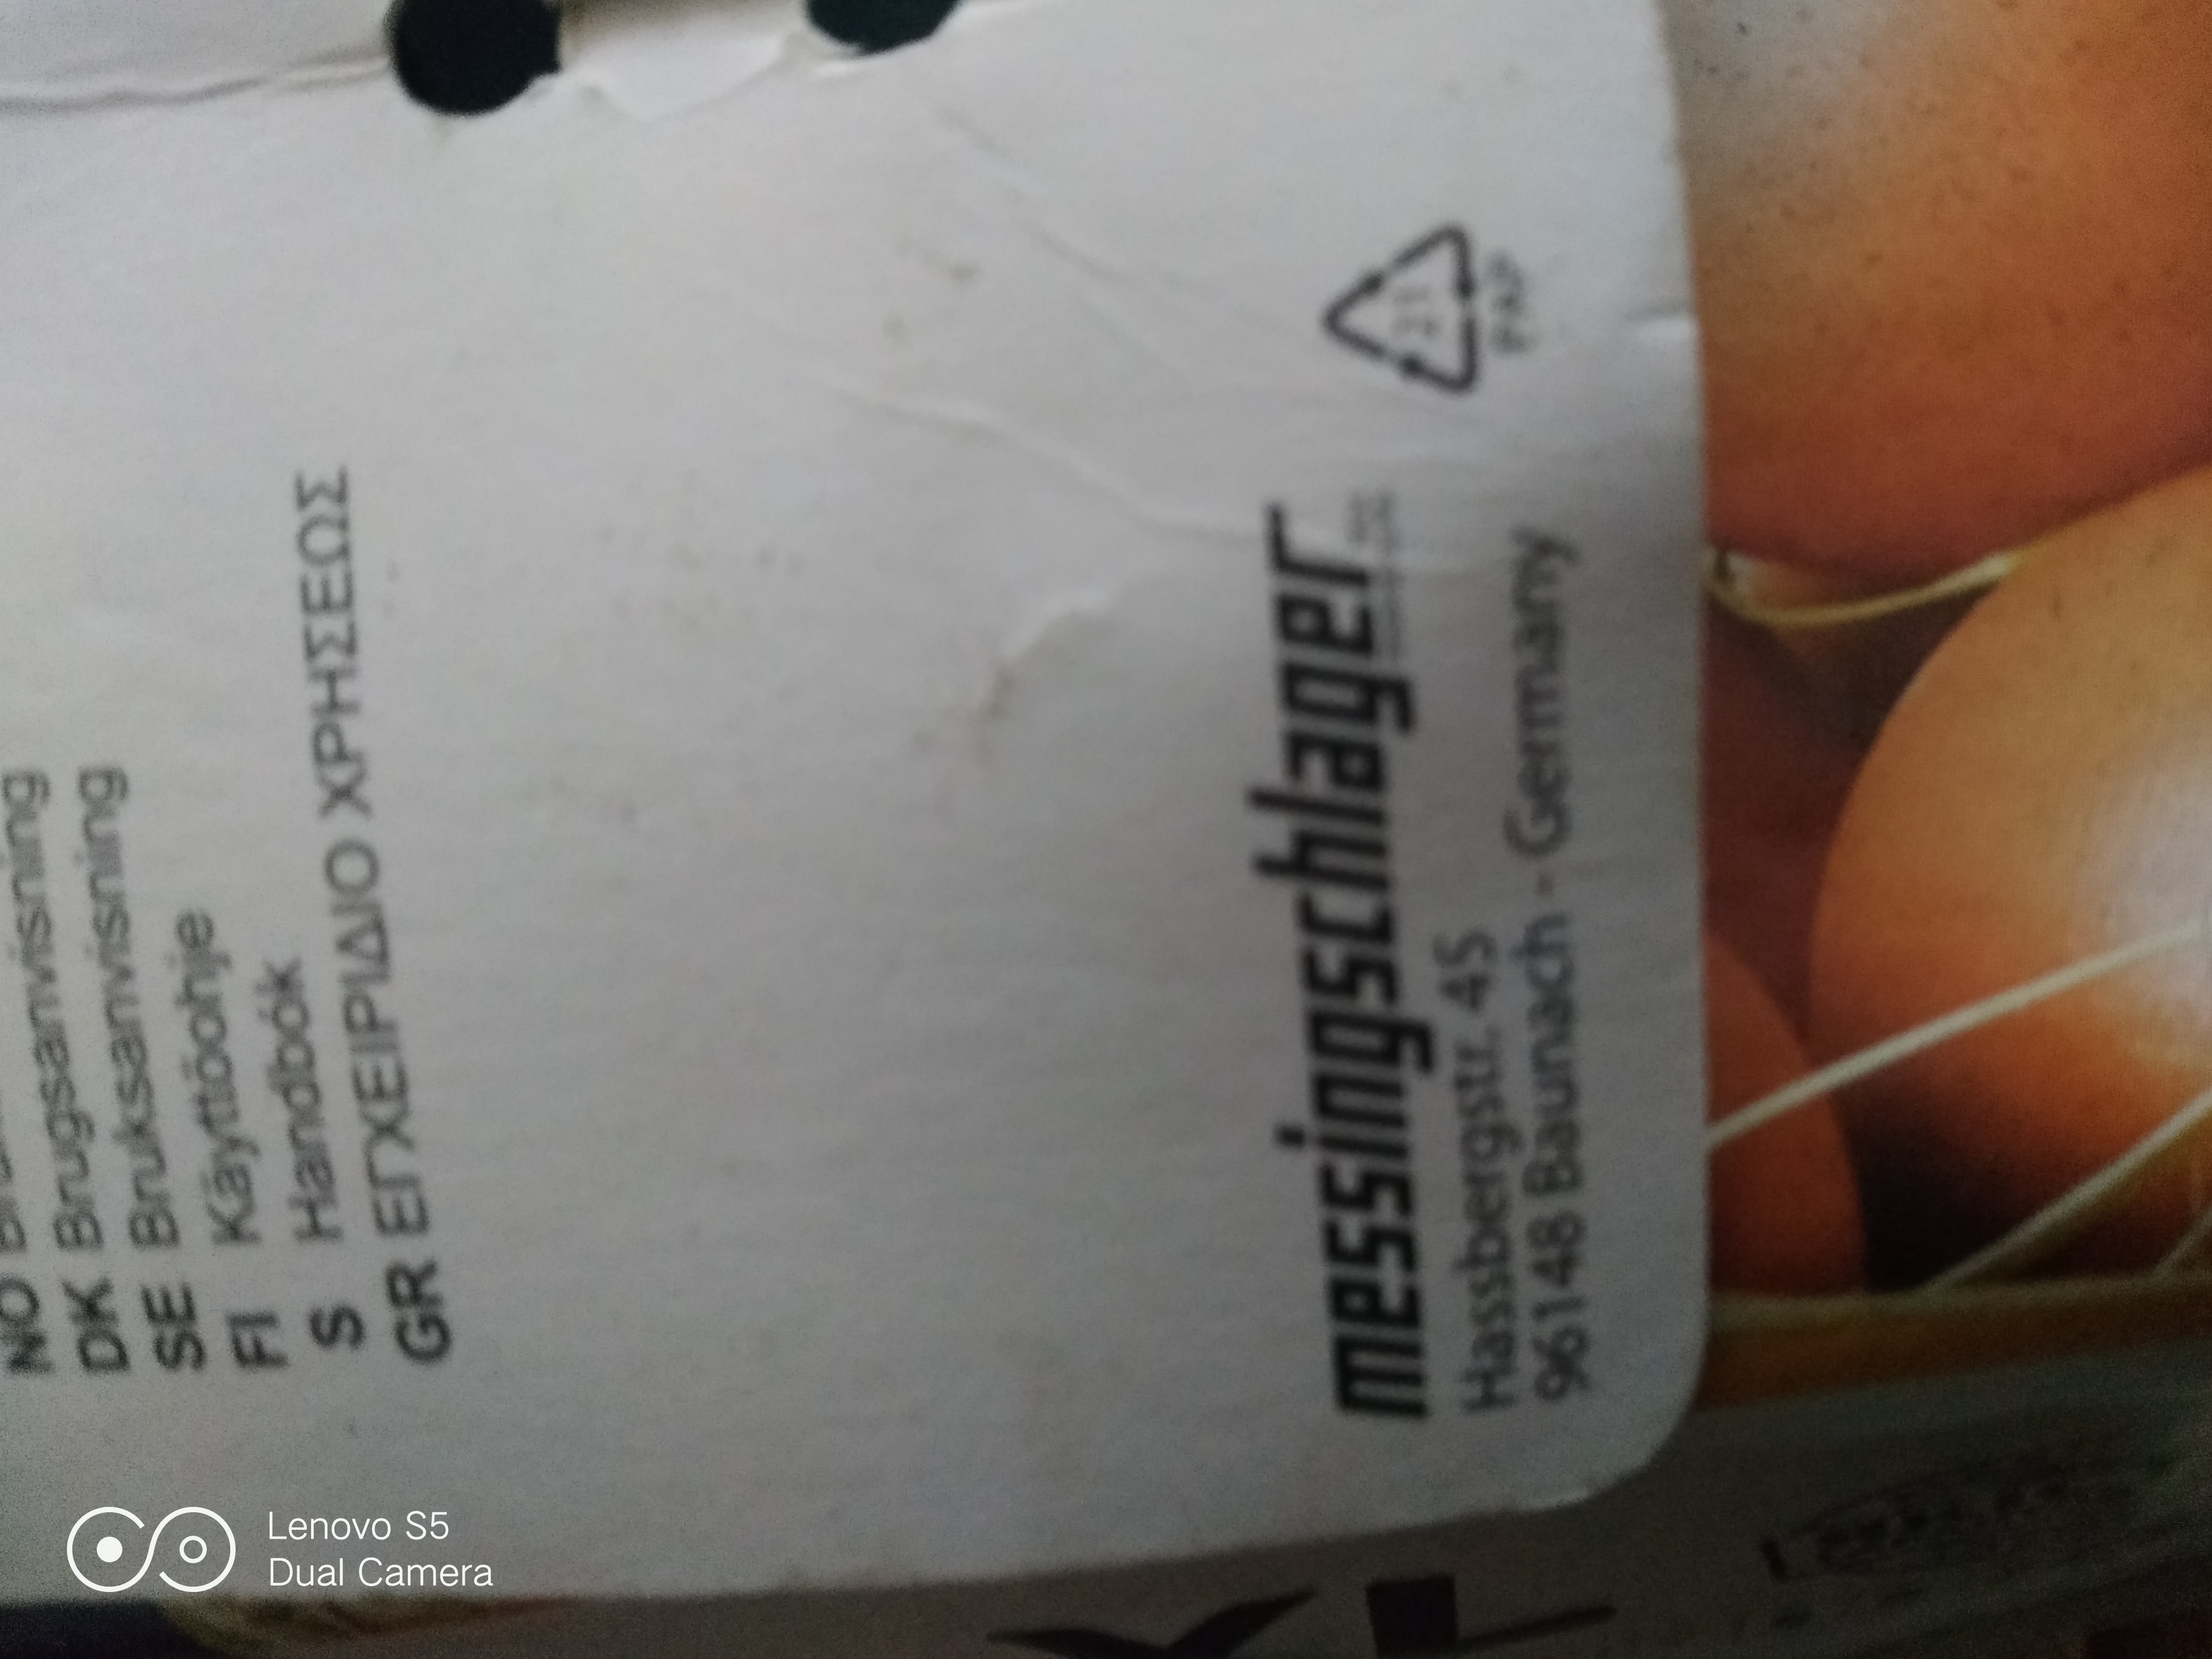 NO
DK Brugsanvisning
SE Bruksanvisning
FI Käyttöohje
S Handbók
GR ΕΓΧΕΙΡΙΔΙΟ ΧΡΗΣΕΩΣ
messingschlager
Hassbergstr. 45
96148 Baunach - Germany
21
PAP
Lenovo S5
Dual Camera